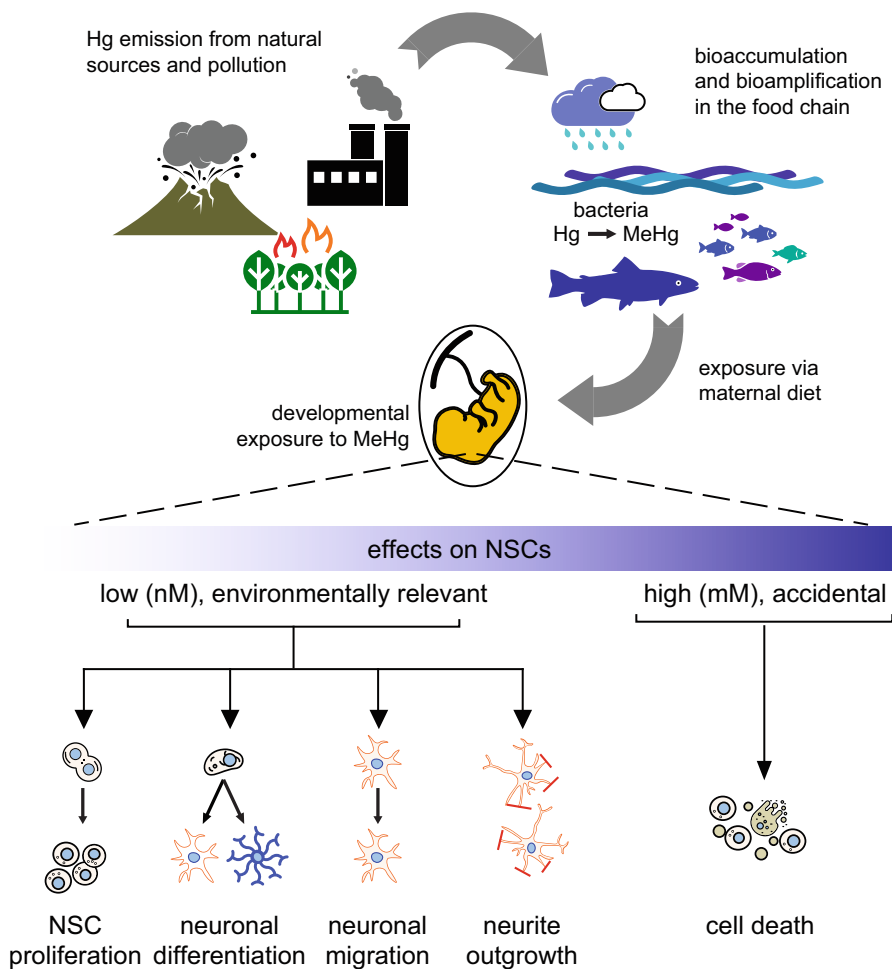 Hg emission from natural
sources and pollution
bioaccumulation
and bioamplification
in the food chain
bacteria
Hg → MeHg
exposure via
maternal diet
developmental
exposure to MeHg
effects on NSCs
low (nM), environmentally relevant
high (mM), accidental
NSC
proliferation
neuronal
differentiation
neuronal
migration
neurite
outgrowth
cell death